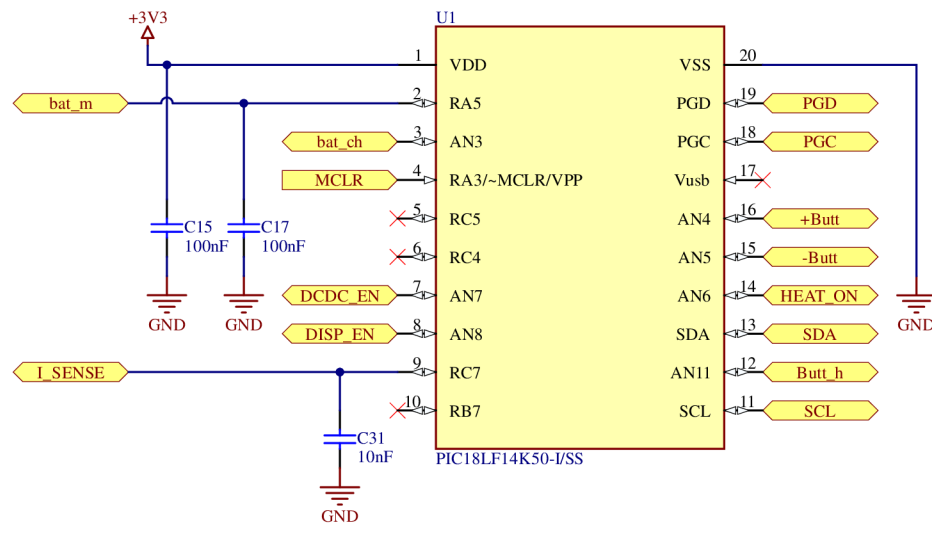 +3V3
U1
1 VDD
VSS 20
bat_m
2 RA5
PGD 19 PGD
bat_ch 3 AN3
PGC 18 PGC
MCLR 4 RA3/~MCLR/VPP
Vusb 17
5 RC5
AN4 16 +Butt
C15
100nF
C17
100nF
6 RC4
AN5 15 -Butt
DCDC_EN 7 AN7
AN6 14 HEAT_ON
GND
GND
GND
DISP_EN 8 AN8
SDA 13 SDA
I_SENSE 9 RC7
AN11 12 Butt_h
10 RB7
SCL 11 SCL
C31
10nF
PIC18LF14K50-I/SS
GND